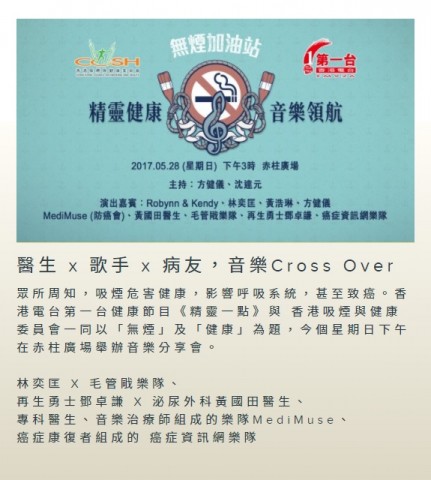 無煙加油站
COSH
第一台
香港電台
精靈健康
音樂領航
2017.05.28 (星期日) 下午3時 赤柱廣場
主持：方健儀、沈建元
演出嘉賓：Robynn & Kendy、林奕匡、黃浩琳、方健儀
MediMuse (防癌會)、黃國田醫生、毛管戙樂隊、再生勇士鄧卓謙、癌症資訊網樂隊
醫生 x 歌手 x 病友，音樂Cross Over
眾所周知，吸煙危害健康，影響呼吸系統，甚至致癌。香
港電台第一台健康節目《精靈一點》與 香港吸煙與健康
委員會一同以「無煙」及「健康」為題，今個星期日下午
在赤柱廣場舉辦音樂分享會。
林奕匡 X 毛管戙樂隊、
再生勇士鄧卓謙 X 泌尿外科黃國田醫生、
專科醫生、音樂治療師組成的樂隊MediMuse、
癌症康復者組成的 癌症資訊網樂隊